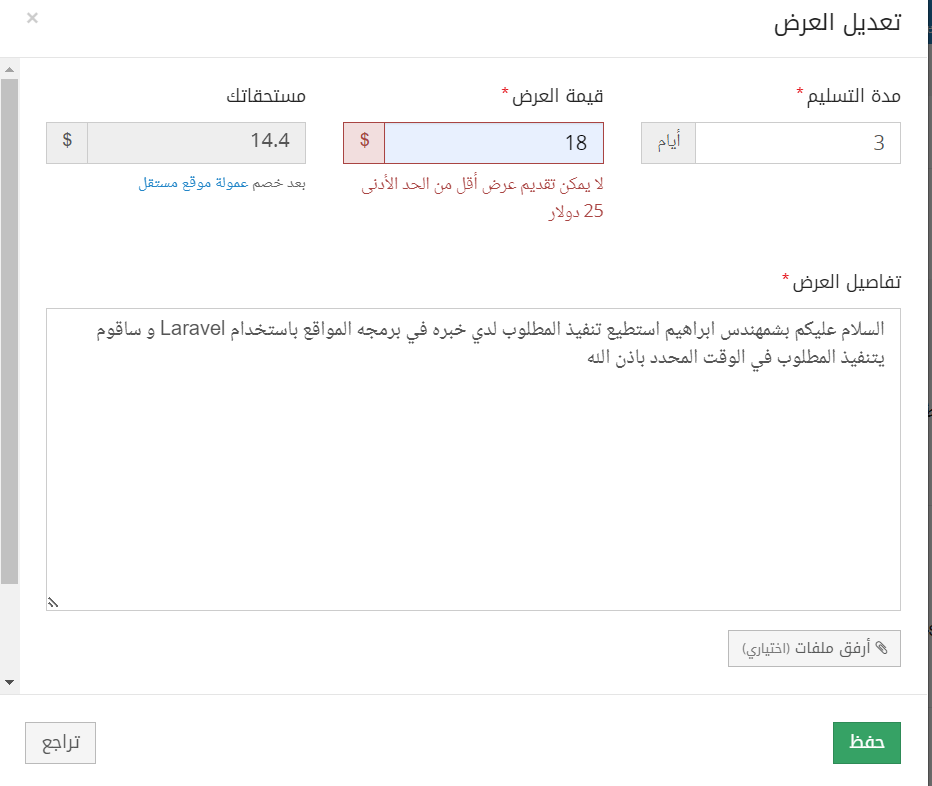 تعديل العرض
×
مدة التسليم *
3 أيام
قيمة العرض *
18 $
لا يمكن تقديم عرض أقل من الحد الأدنى
25 دولار
مستحقاتك
14.4 $
بعد خصم عمولة موقع مستقل
تفاصيل العرض *
السلام عليكم بشمهندس ابراهيم استطيع تنفيذ المطلوب لدي خبره في برمجه المواقع باستخدام Laravel و ساقوم
يتنفيذ المطلوب في الوقت المحدد باذن الله
أرفق ملفات (اختياري)
حفظ
تراجع